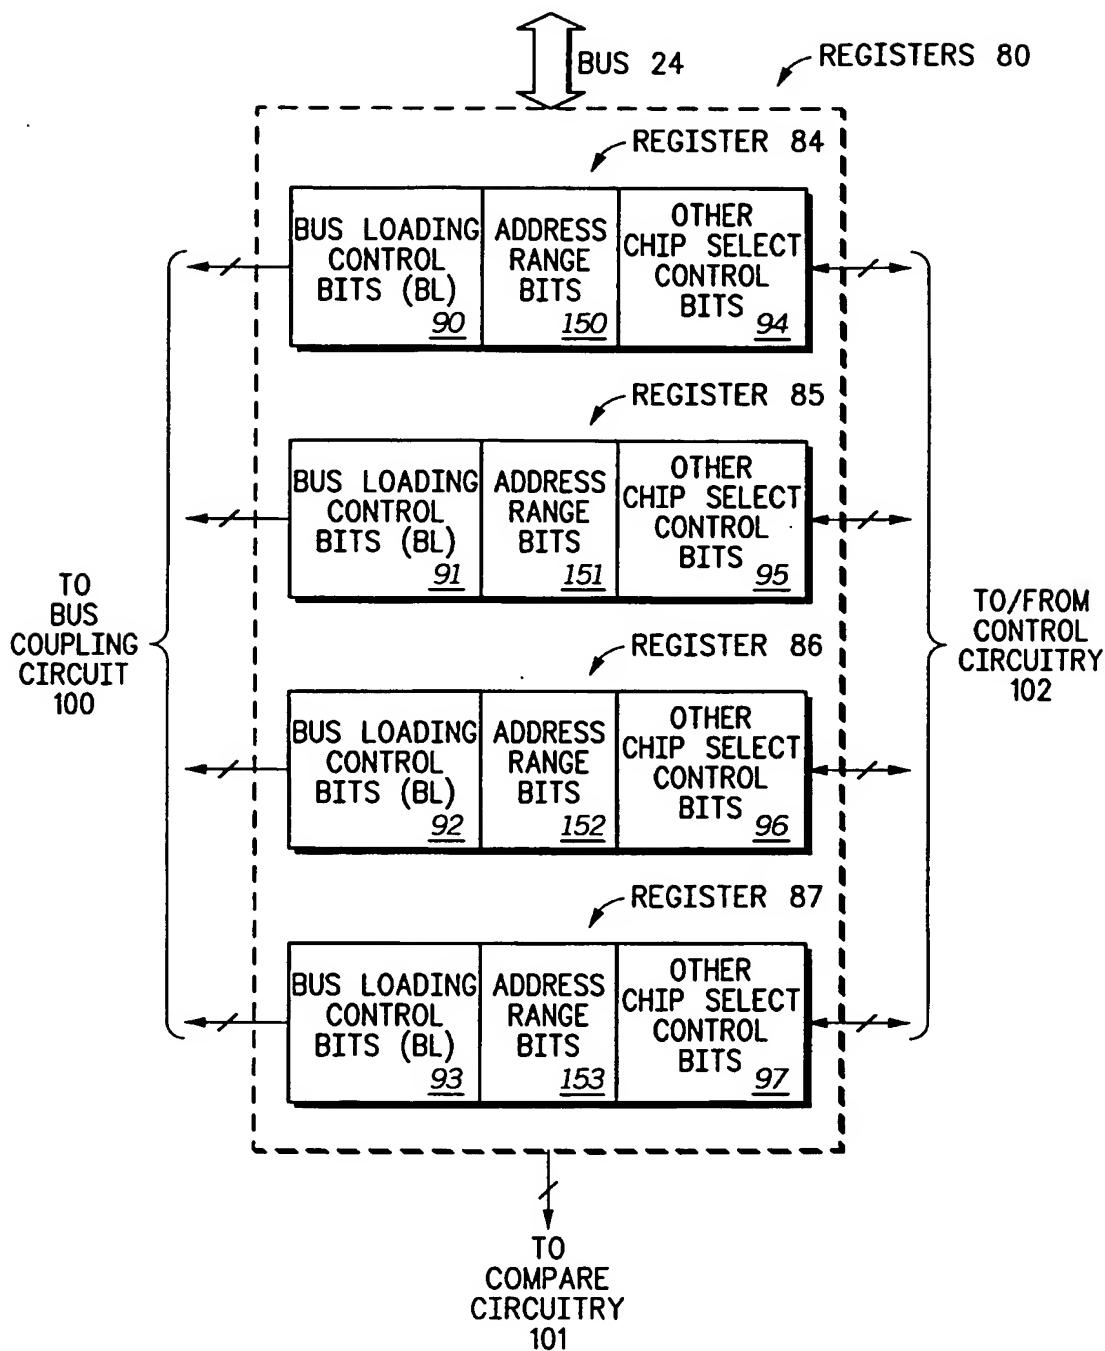 BUS 24
REGISTERS 80
REGISTER 84
BUS LOADING
CONTROL
BITS (BL)
90
ADDRESS
RANGE
BITS
150
OTHER
CHIP SELECT
CONTROL
BITS
94
REGISTER 85
BUS LOADING
CONTROL
BITS (BL)
91
ADDRESS
RANGE
BITS
151
OTHER
CHIP SELECT
CONTROL
BITS
95
TO
BUS
COUPLING
CIRCUIT
100
TO/FROM
CONTROL
CIRCUITRY
102
REGISTER 86
BUS LOADING
CONTROL
BITS (BL)
92
ADDRESS
RANGE
BITS
152
OTHER
CHIP SELECT
CONTROL
BITS
96
REGISTER 87
BUS LOADING
CONTROL
BITS (BL)
93
ADDRESS
RANGE
BITS
153
OTHER
CHIP SELECT
CONTROL
BITS
97
TO
COMPARE
CIRCUITRY
101